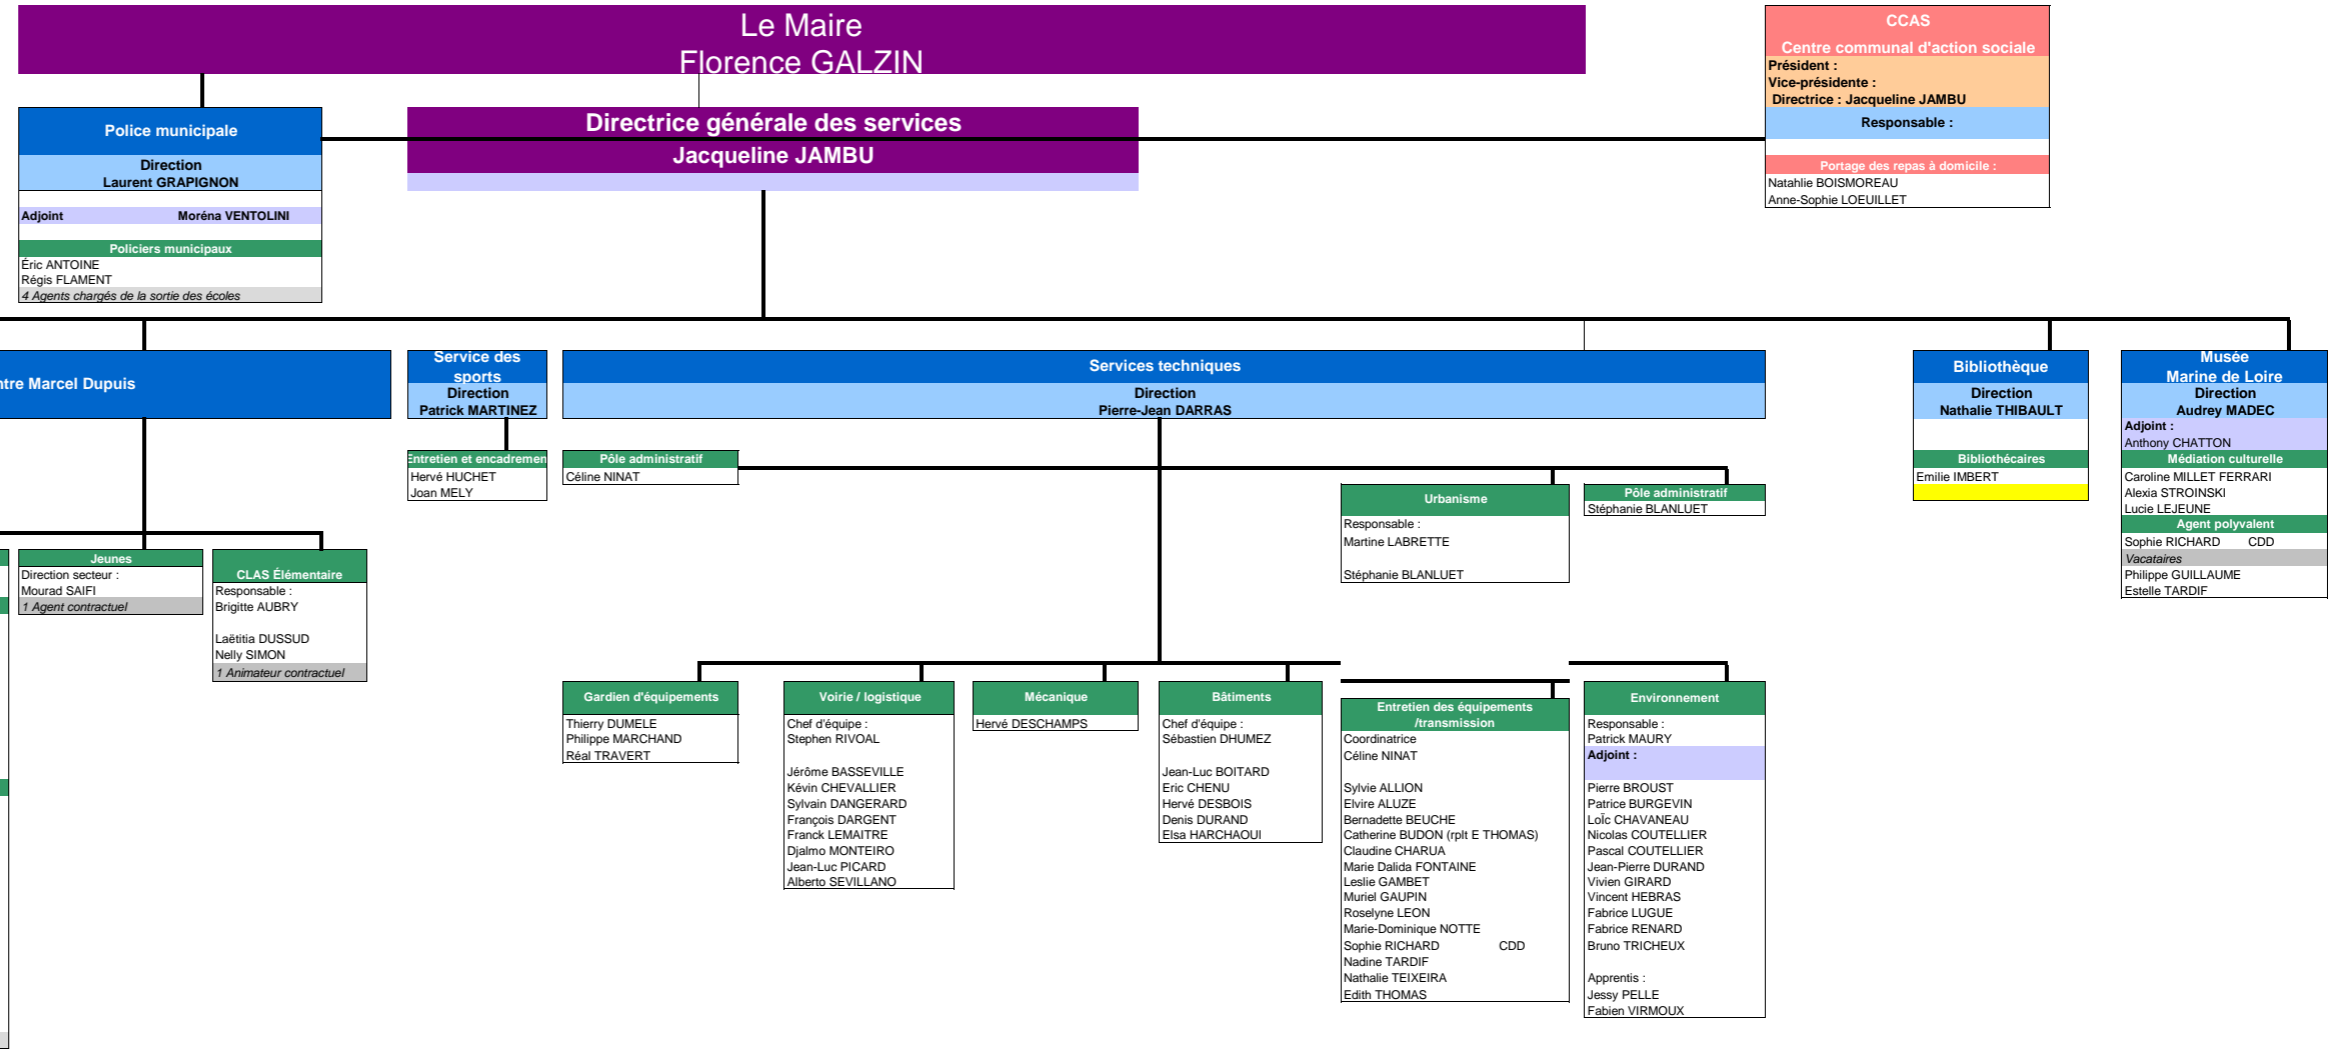 Le Maire
Florence GALZIN
CCAS
Centre communal d'action sociale
Président :
Vice-présidente :
Directrice : Jacqueline JAMBU
Responsable :
Portage des repas à domicile :
Natahlie BOISMOREAU
Anne-Sophie LOEUILLET
Police municipale
Direction
Laurent GRAPIGNON
Adjoint Moréna VENTOLINI
Policiers municipaux
Éric ANTOINE
Régis FLAMENT
4 Agents chargés de la sortie des écoles
Directrice générale des services
Jacqueline JAMBU
ntre Marcel Dupuis
Jeunes
Direction secteur :
Mourad SAIFI
1 Agent contractuel
CLAS Élémentaire
Responsable :
Brigitte AUBRY
Laëtitia DUSSUD
Nelly SIMON
1 Animateur contractuel
Service des
sports
Direction
Patrick MARTINEZ
Entretien et encadremen
Hervé HUCHET
Joan MELY
Services techniques
Direction
Pierre-Jean DARRAS
Pôle administratif
Céline NINAT
Urbanisme
Responsable :
Martine LABRETTE
Stéphanie BLANLUET
Pôle administratif
Stéphanie BLANLUET
Gardien d'équipements
Thierry DUMELE
Philippe MARCHAND
Réal TRAVERT
Voirie / logistique
Chef d'équipe :
Stephen RIVOAL
Jérôme BASSEVILLE
Kévin CHEVALLIER
Sylvain DANGERARD
François DARGENT
Franck LEMAITRE
Djalmo MONTEIRO
Jean-Luc PICARD
Alberto SEVILLANO
Mécanique
Hervé DESCHAMPS
Bâtiments
Chef d'équipe :
Sébastien DHUMEZ
Jean-Luc BOITARD
Eric CHENU
Hervé DESBOIS
Denis DURAND
Elsa HARCHAOUI
Entretien des équipements
/transmission
Coordinatrice
Céline NINAT
Sylvie ALLION
Elvire ALUZE
Bernadette BEUCHE
Catherine BUDON (rplt E THOMAS)
Claudine CHARUA
Marie Dalida FONTAINE
Leslie GAMBET
Muriel GAUPIN
Roselyne LEON
Marie-Dominique NOTTE
Sophie RICHARD CDD
Nadine TARDIF
Nathalie TEIXEIRA
Edith THOMAS
Environnement
Responsable :
Patrick MAURY
Adjoint :
Pierre BROUST
Patrice BURGEVIN
LoÏc CHAVANEAU
Nicolas COUTELLIER
Pascal COUTELLIER
Jean-Pierre DURAND
Vivien GIRARD
Vincent HEBRAS
Fabrice LUGUE
Fabrice RENARD
Bruno TRICHEUX
Apprentis :
Jessy PELLE
Fabien VIRMOUX
Bibliothèque
Direction
Nathalie THIBAULT
Bibliothécaires
Emilie IMBERT
Musée
Marine de Loire
Direction
Audrey MADEC
Adjoint :
Anthony CHATTON
Médiation culturelle
Caroline MILLET FERRARI
Alexia STROINSKI
Lucie LEJEUNE
Agent polyvalent
Sophie RICHARD CDD
Vacataires
Philippe GUILLAUME
Estelle TARDIF